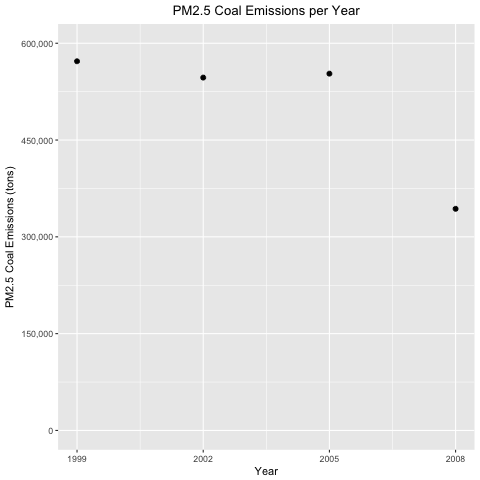 PM2.5 Coal Emissions per Year
PM2.5 Coal Emissions (tons)
600,000
450,000
300,000
150,000
0
1999 2002 2005 2008
Year